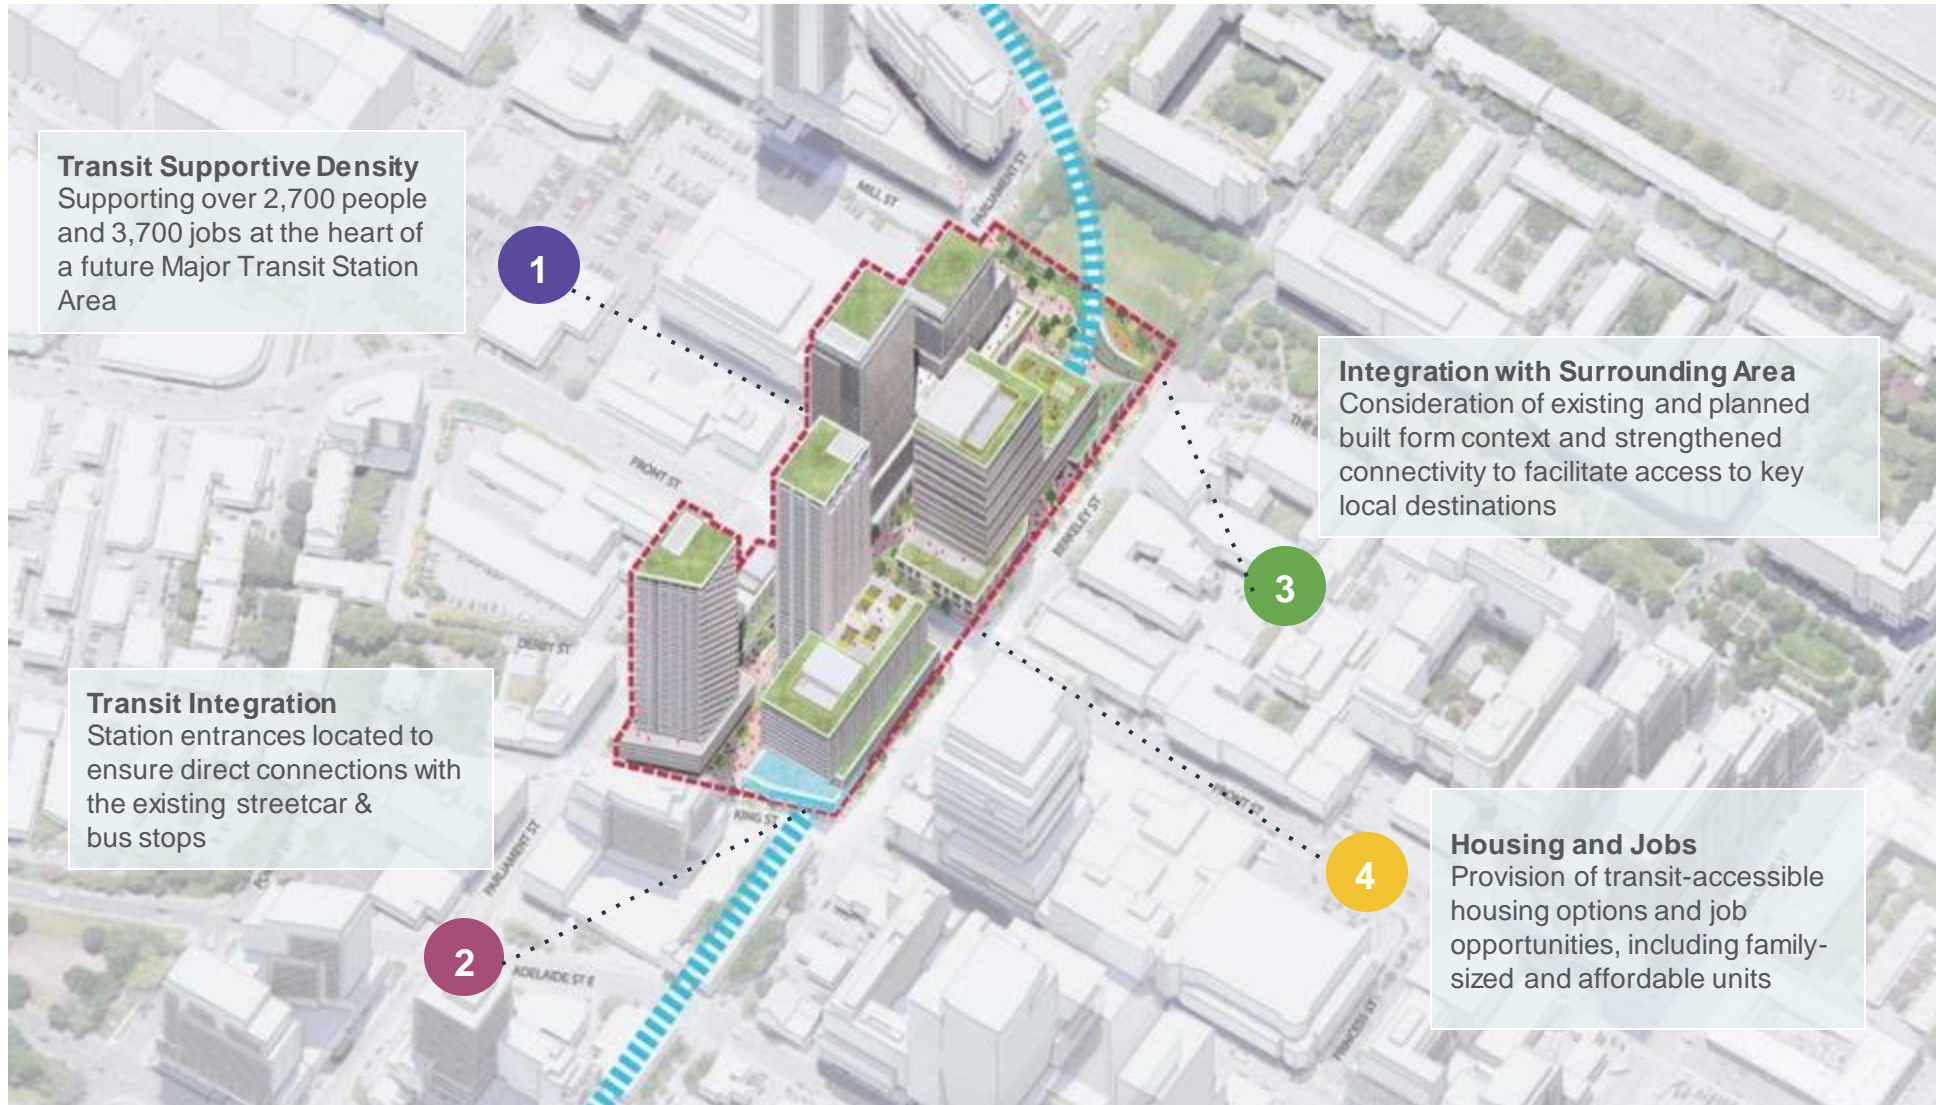 Transit Supportive Density
Supporting over 2,700 people
and 3,700 jobs at the heart of
a future Major Transit Station
Area
1
MILL ST
PARLIAMENT ST
Integration with Surrounding Area
Consideration of existing and planned
built form context and strengthened
connectivity to facilitate access to key
local destinations
3
FRONT ST
BERKELEY ST
DERBY ST
Transit Integration
Station entrances located to
ensure direct connections with
the existing streetcar &
bus stops
2
KING ST
PARLIAMENT ST
ADELAIDE ST E
FRONT ST
4
Housing and Jobs
Provision of transit-accessible
housing options and job
opportunities, including family-
sized and affordable units
PRINCESS ST